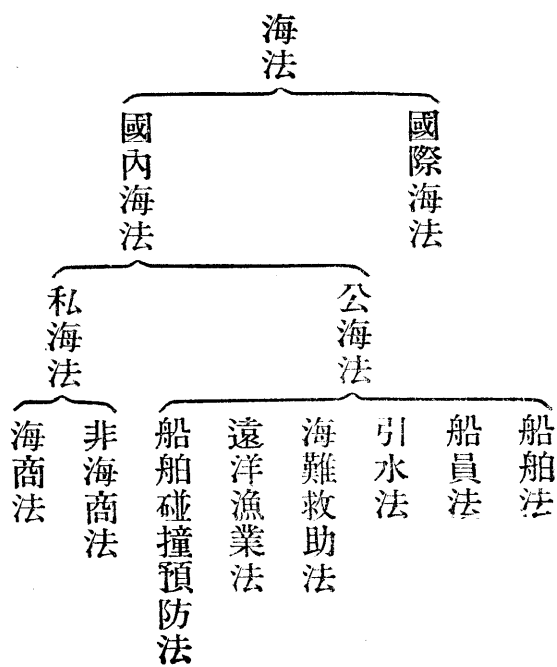 海法
國際海法
國內海法
公海法
私海法
船舶法
船員法
引水法
海難救助法
遠洋漁業法
船舶碰撞預防法
非海商法
海商法